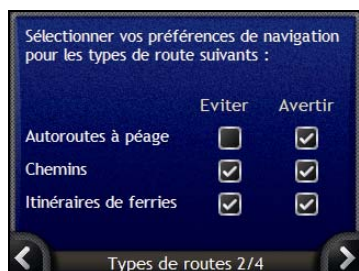 Sélectionner vos préférences de navigation
pour les types de route suivants :
Eviter Avertir
Autoroutes à péage
Chemins
Itinéraires de ferries
Types de routes 2/4